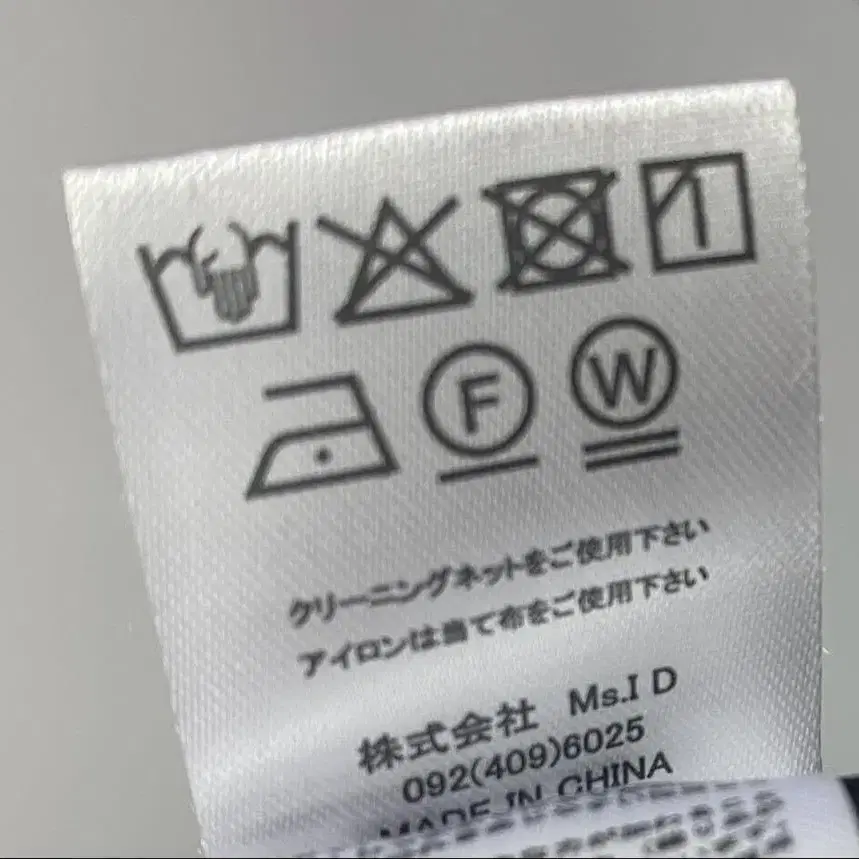 F W
クリーニングネットをご使用下さい
アイロンは当て布をご使用下さい
株式会社 Ms.I D
092(409)6025
MADE IN CHINA